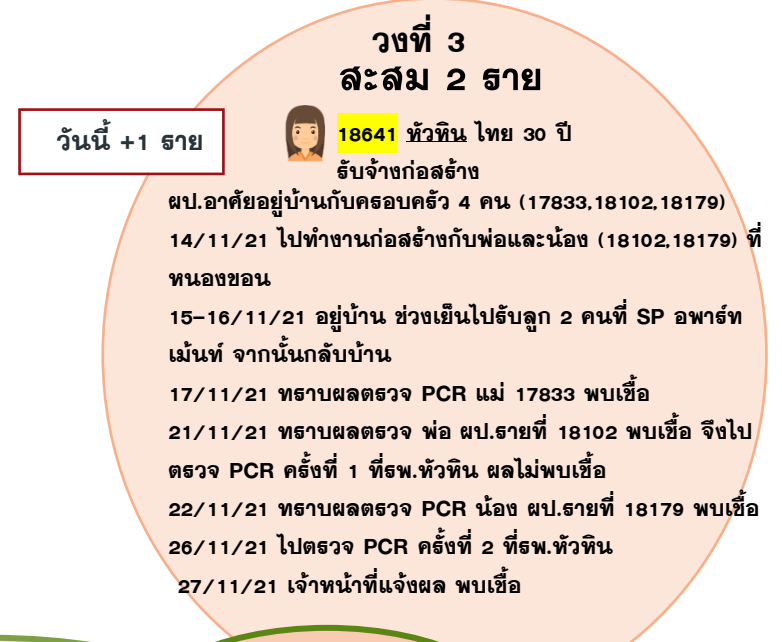 วงที่ 3
สะสม 2 ราย
วันนี้ +1 ราย
18641 หัวหิน ไทย 30 ปี
รับจ้างก่อสร้าง
ผป.อาศัยอยู่บ้านกับครอบครัว 4 คน (17833,18102,18179)
14/11/21 ไปทำงานก่อสร้างกับพ่อและน้อง (18102,18179) ที่
หนองขอน
15-16/11/21 อยู่บ้าน ช่วงเย็นไปรับลูก 2 คนที่ SP อพาร์ท
เม้นท์ จากนั้นกลับบ้าน
17/11/21 ทราบผลตรวจ PCR แม่ 17833 พบเชื้อ
21/11/21 ทราบผลตรวจ พ่อ ผป.รายที่ 18102 พบเชื้อ จึงไป
ตรวจ PCR ครั้งที่ 1 ที่รพ.หัวหิน ผลไม่พบเชื้อ
22/11/21 ทราบผลตรวจ PCR น้อง ผป.รายที่ 18179 พบเชื้อ
26/11/21 ไปตรวจ PCR ครั้งที่ 2 ที่รพ.หัวหิน
27/11/21 เจ้าหน้าที่แจ้งผล พบเชื้อ